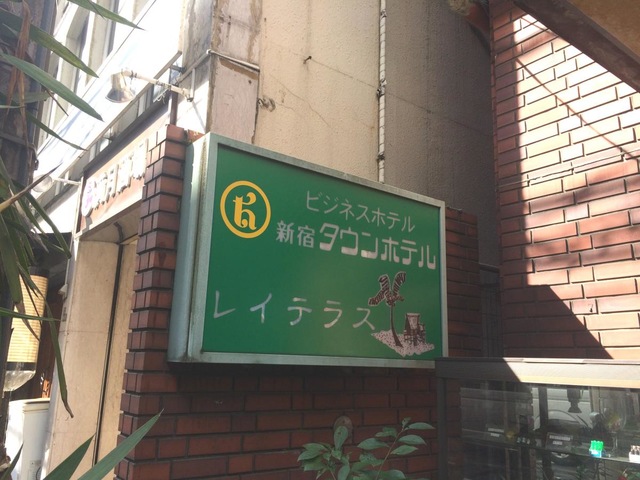 ビジネスホテル
新宿タウンホテル
レイテラス